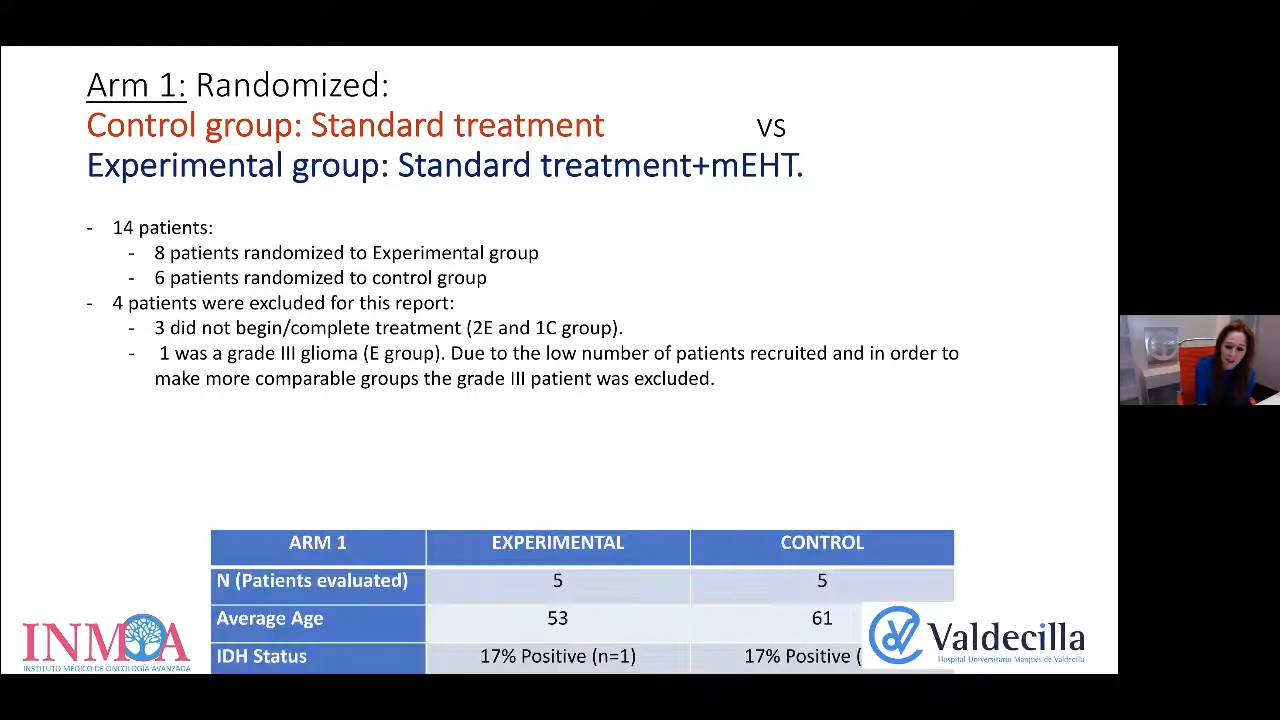 Arm 1: Randomized:
Control group: Standard treatment VS
Experimental group: Standard treatment+mEHT.
- 14 patients:
- 8 patients randomized to Experimental group
- 6 patients randomized to control group
- 4 patients were excluded for this report:
- 3 did not begin/complete treatment (2E and 1C group).
- 1 was a grade III glioma (E group). Due to the low number of patients recruited and in order to
make more comparable groups the grade III patient was excluded.
ARM 1 EXPERIMENTAL CONTROL
N (Patients evaluated) 5 5
Average Age 53 61
IDH Status 17% Positive (n=1) 17% Positive (
INMOA
INSTITUTO MÉDICO DE ONCOLOGÍA AVANZADA
Valdecilla
Hospital Universitario Marqués de Valdecilla